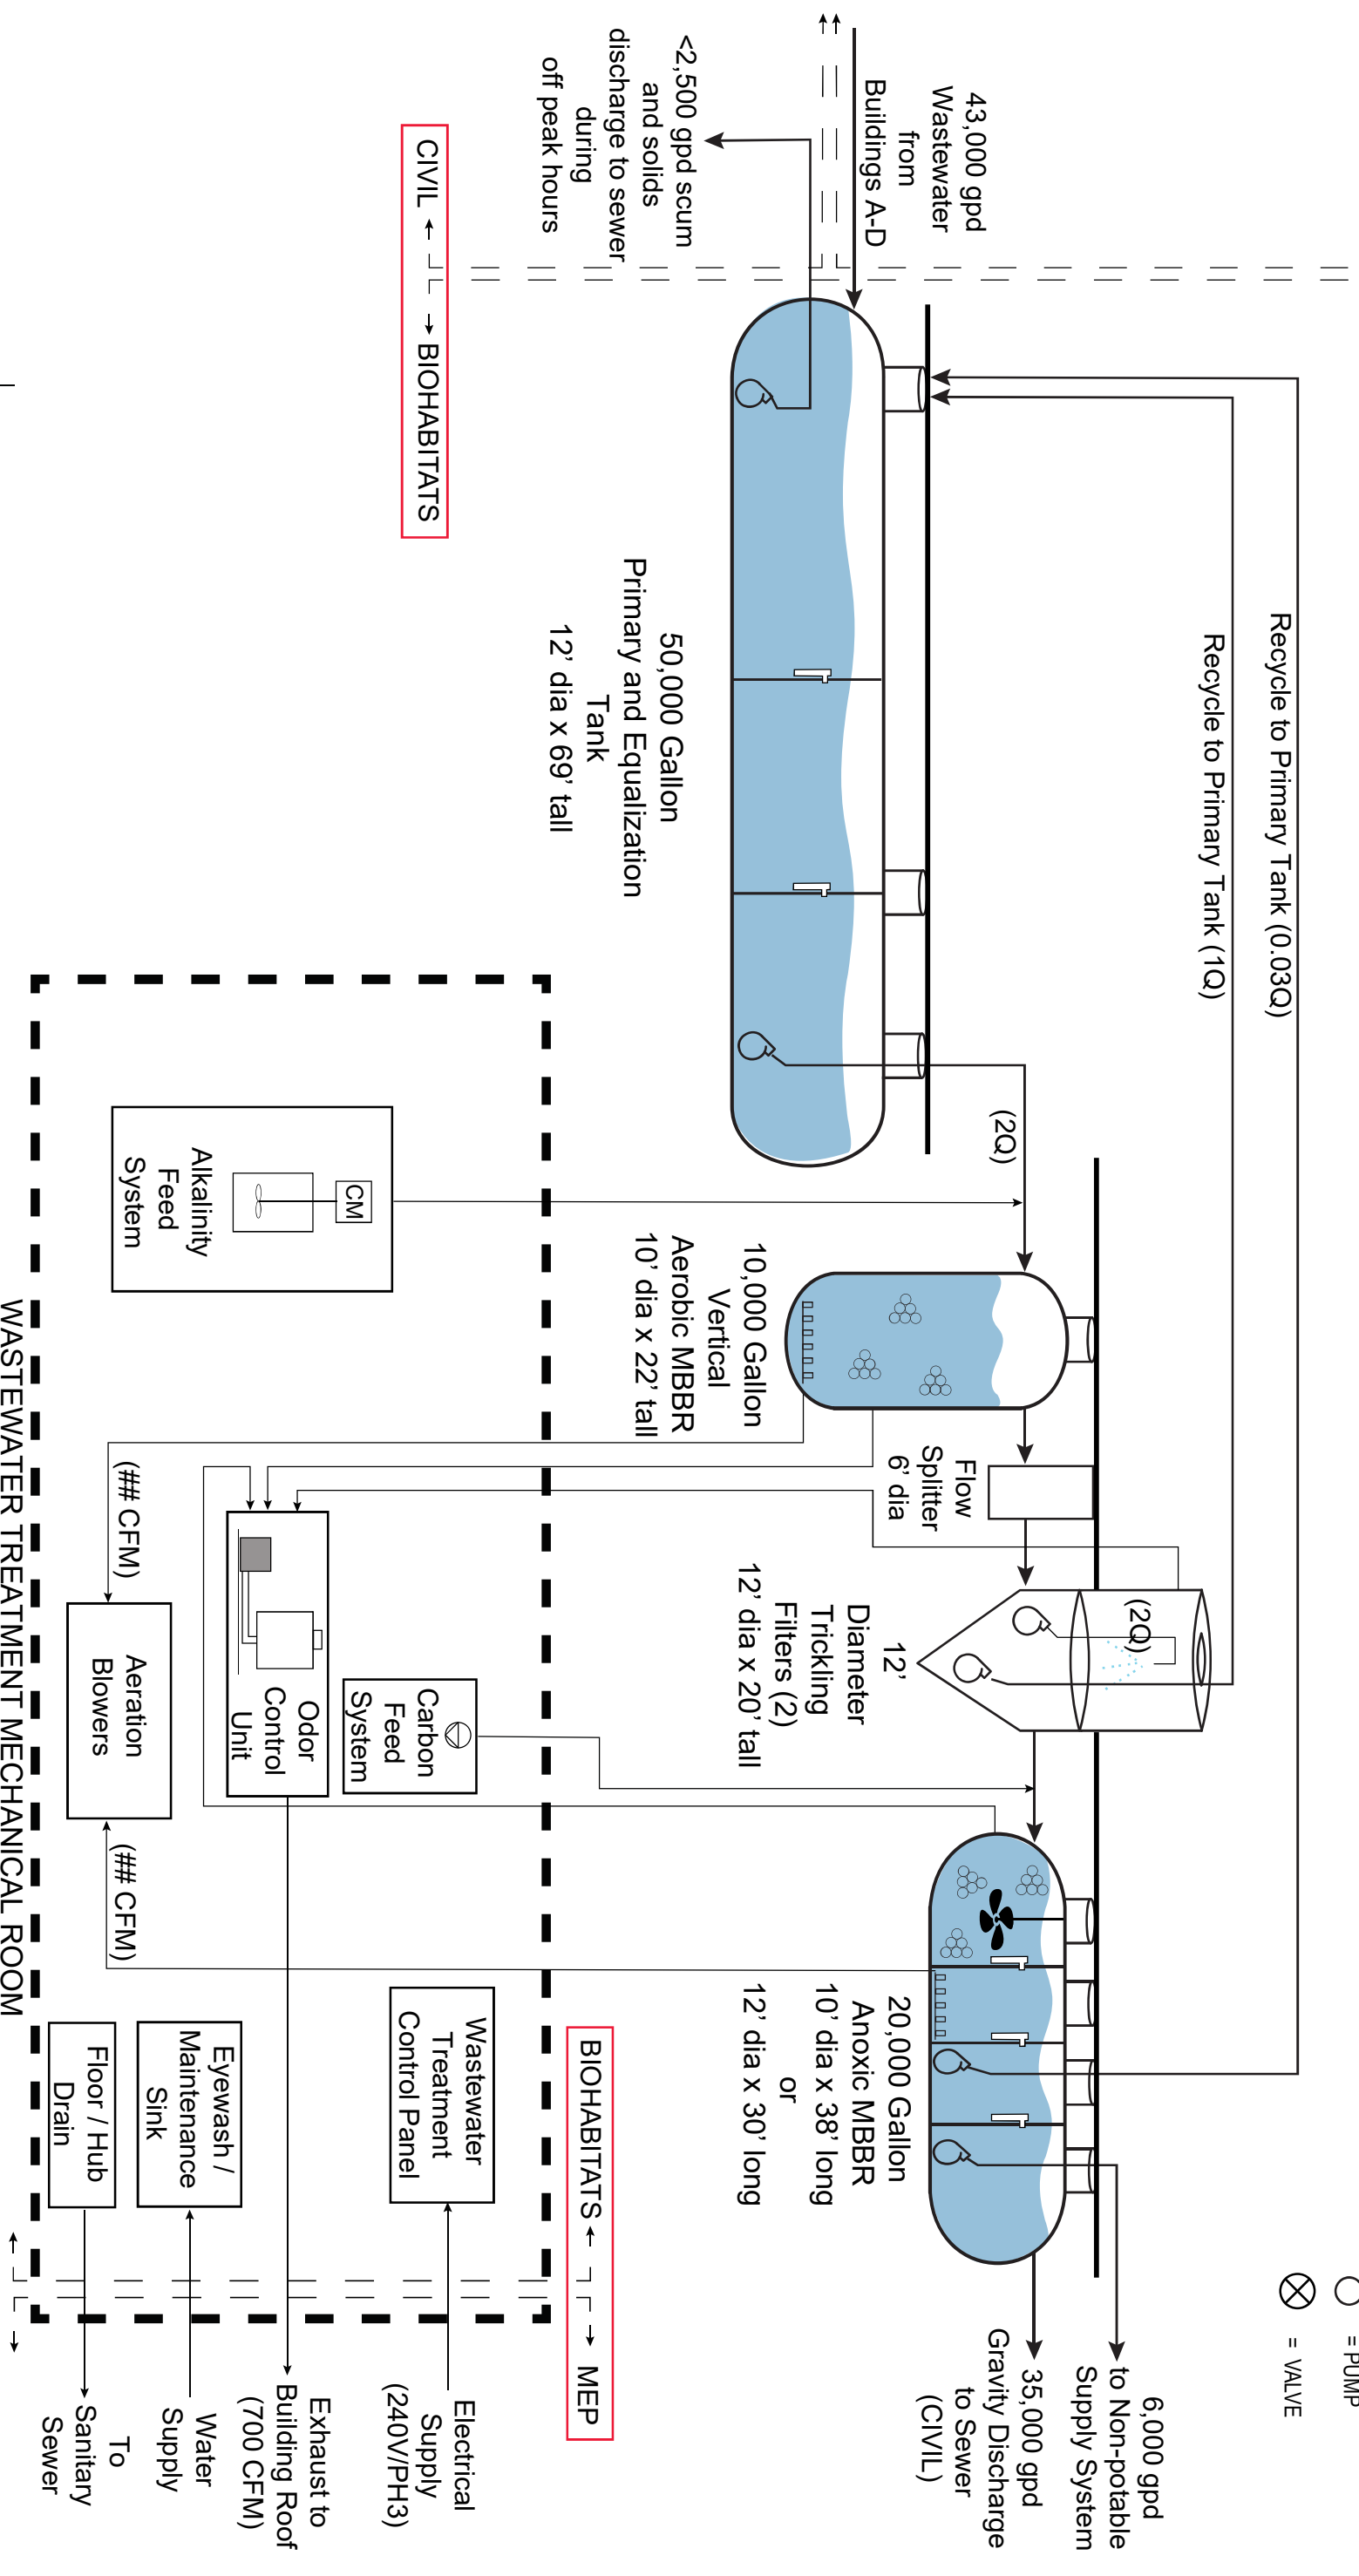 43,000 gpd
Wastewater
from
Buildings A-D
<2,500 gpd scum
and solids
discharge to sewer
during
off peak hours
CIVIL
BIOHABITATS
Recycle to Primary Tank (0.03Q)
Recycle to Primary Tank (1Q)
50,000 Gallon
Primary and Equalization
Tank
12’ dia x 69’ tall
(2Q)
10,000 Gallon
Vertical
Aerobic MBBR
10’ dia x 22’ tall
Flow
Splitter
6’ dia
(2Q)
12’
Diameter
Trickling
Filters (2)
12’ dia x 20’ tall
20,000 Gallon
Anoxic MBBR
10’ dia x 38’ long
or
12’ dia x 30’ long
6,000 gpd
to Non-potable
Supply System
35,000 gpd
Gravity Discharge
to Sewer
(CIVIL)
= PUMP
= VALVE
BIOHABITATS
MEP
CM
Alkalinity
Feed
System
(## CFM)
Aeration
Blowers
(## CFM)
Odor
Control
Unit
Carbon
Feed
System
Wastewater
Treatment
Control Panel
Eyewash /
Maintenance
Sink
Floor / Hub
Drain
Electrical
Supply
(240V/PH3)
Exhaust to
Building Roof
(700 CFM)
Water
Supply
To
Sanitary
Sewer
WASTEWATER TREATMENT MECHANICAL ROOM